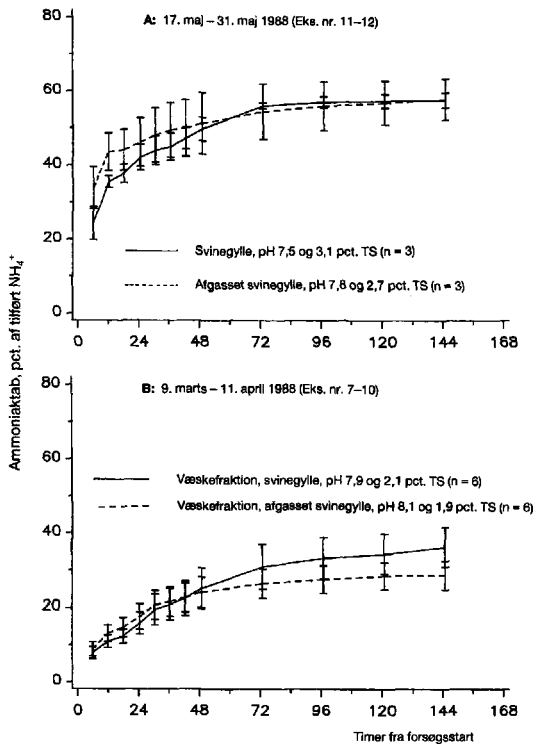 Ammoniaktab, pct. af tilført NH4+
80
60
40
20
0
A: 17. maj – 31. maj 1988 (Eks. nr. 11–12)
Svinegylle, pH 7,5 og 3,1 pct. TS (n = 3)
Afgasset svinegylle, pH 7,8 og 2,7 pct. TS (n = 3)
0 24 48 72 96 120 144 168
80
60
40
20
0
B: 9. marts – 11. april 1988 (Eks. nr. 7–10)
Væskefraktion, svinegylle, pH 7,9 og 2,1 pct. TS (n = 6)
Væskefraktion, afgasset svinegylle, pH 8,1 og 1,9 pct. TS (n = 6)
0 24 48 72 96 120 144 168
Timer fra forsøgsstart